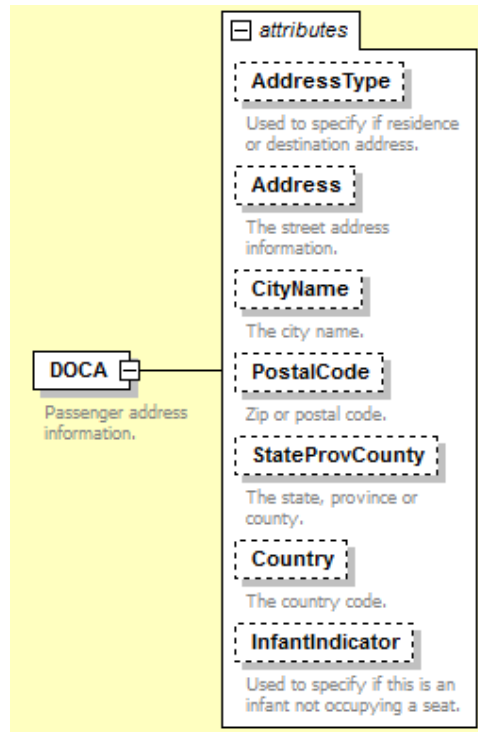 attributes
AddressType
Used to specify if residence
or destination address.
Address
The street address
information.
CityName
The city name.
DOCA
Passenger address
information.
PostalCode
Zip or postal code.
StateProvCounty
The state, province or
county.
Country
The country code.
InfantIndicator
Used to specify if this is an
infant not occupying a seat.